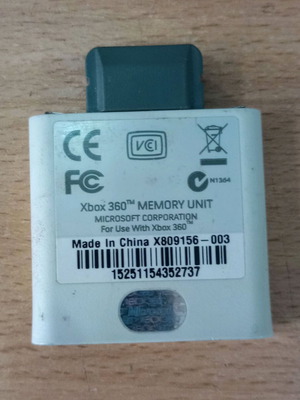 CE VCCI
FC N1364
Xbox 360™ MEMORY UNIT
MICROSOFT CORPORATION
For Use With Xbox 360™
Made In China X809156-003
15251154352737